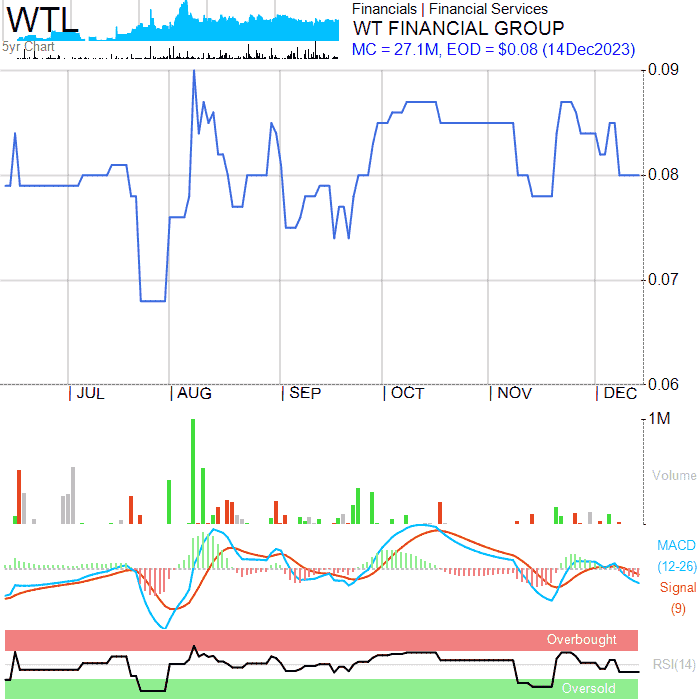 WTL
5yr Chart
Financials | Financial Services
WT FINANCIAL GROUP
MC = 27.1M, EOD = $0.08 (14Dec2023)
0.09
0.08
0.07
0.06
JUL AUG SEP OCT NOV DEC
1M
Volume
MACD
(12-26)
Signal
(9)
Overbought
RSI(14)
Oversold